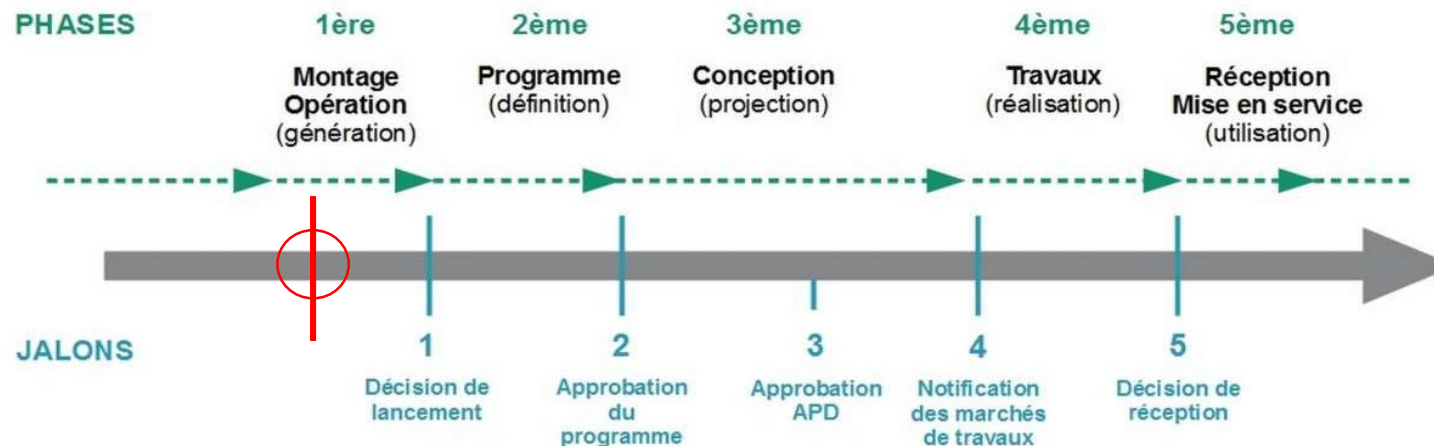 PHASES 1ère 2ème 3ème 4ème 5ème
Montage
Opération
(génération)
Programme
(définition)
Conception
(projection)
Travaux
(réalisation)
Réception
Mise en service
(utilisation)
JALONS
1
Décision de
lancement
2
Approbation
du
programme
3
Approbation
APD
4
Notification
des marchés
de travaux
5
Décision de
réception